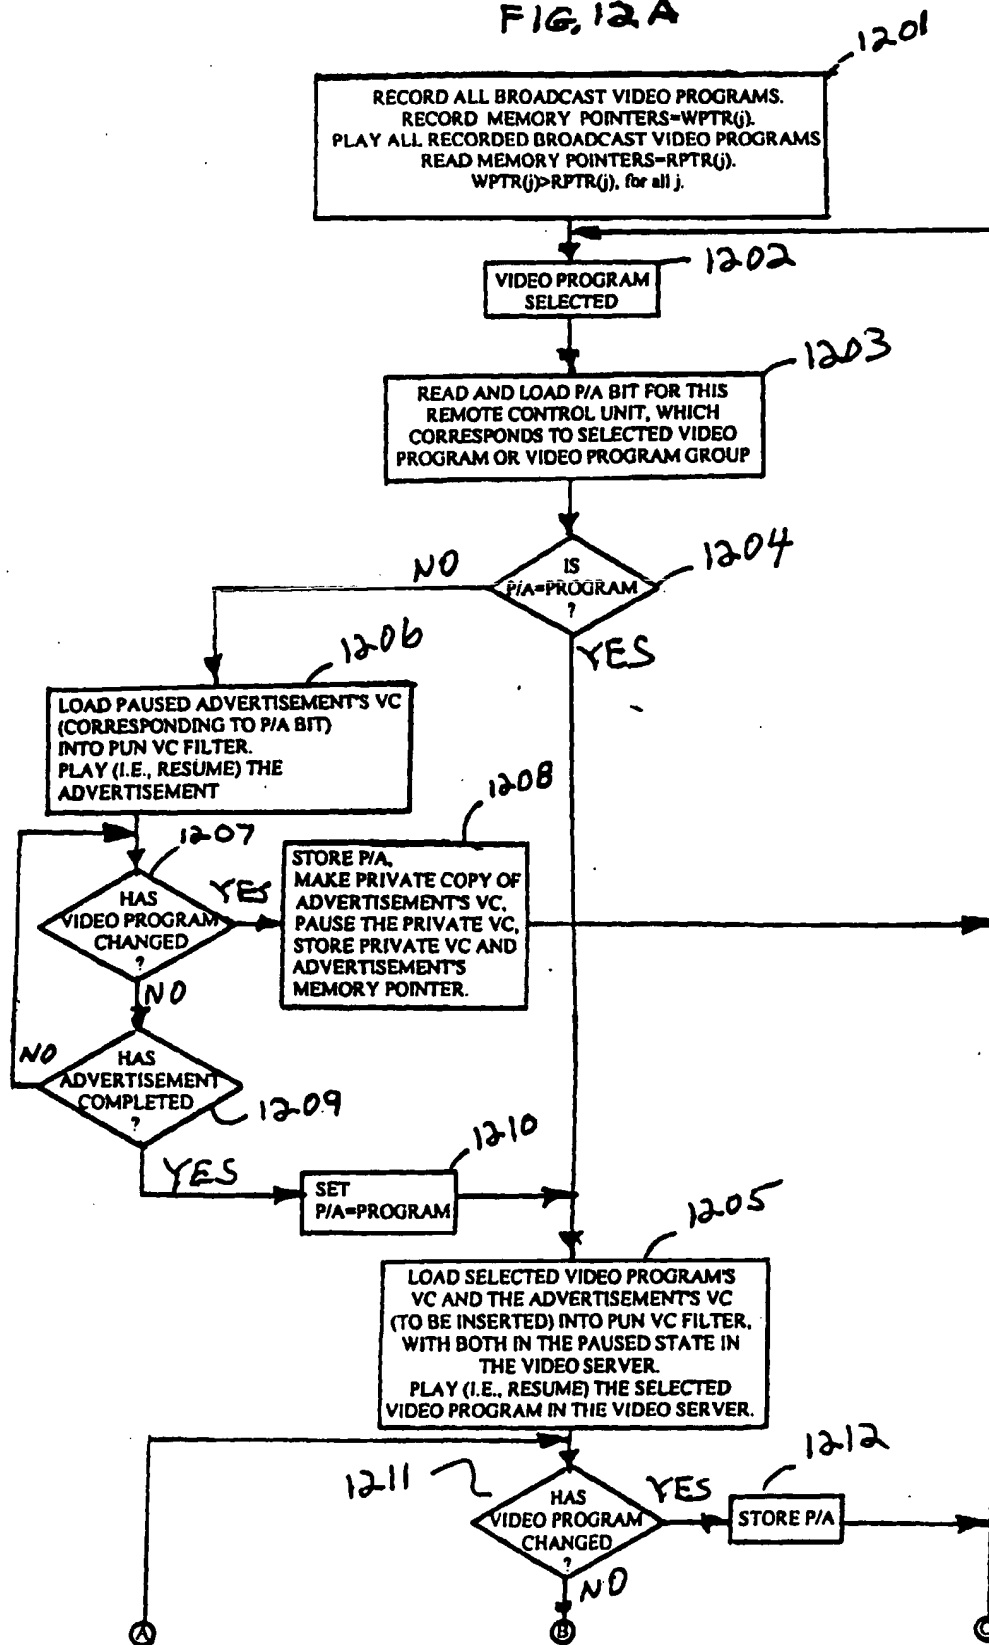 FIG. 12A
1201
RECORD ALL BROADCAST VIDEO PROGRAMS.
RECORD MEMORY POINTERS=WPTR(j).
PLAY ALL RECORDED BROADCAST VIDEO PROGRAMS
READ MEMORY POINTERS=RPTR(j).
WPTR(j)>RPTR(j), for all j.
1202
VIDEO PROGRAM
SELECTED
1203
READ AND LOAD P/A BIT FOR THIS
REMOTE CONTROL UNIT, WHICH
CORRESPONDS TO SELECTED VIDEO
PROGRAM OR VIDEO PROGRAM GROUP
1204
IS
P/A=PROGRAM
?
NO
YES
1206
LOAD PAUSED ADVERTISEMENT'S VC
(CORRESPONDING TO P/A BIT)
INTO PUN VC FILTER.
PLAY (I.E., RESUME) THE
ADVERTISEMENT
1207
HAS
VIDEO PROGRAM
CHANGED
?
YES
NO
1208
STORE P/A,
MAKE PRIVATE COPY OF
ADVERTISEMENT'S VC,
PAUSE THE PRIVATE VC,
STORE PRIVATE VC AND
ADVERTISEMENT'S
MEMORY POINTER.
NO
HAS
ADVERTISEMENT
COMPLETED
?
1209
YES
1210
SET
P/A=PROGRAM
1205
LOAD SELECTED VIDEO PROGRAM'S
VC AND THE ADVERTISEMENT'S VC
(TO BE INSERTED) INTO PUN VC FILTER,
WITH BOTH IN THE PAUSED STATE IN
THE VIDEO SERVER.
PLAY (I.E., RESUME) THE SELECTED
VIDEO PROGRAM IN THE VIDEO SERVER.
1211
HAS
VIDEO PROGRAM
CHANGED
?
YES
1212
STORE P/A
NO
A
B
C